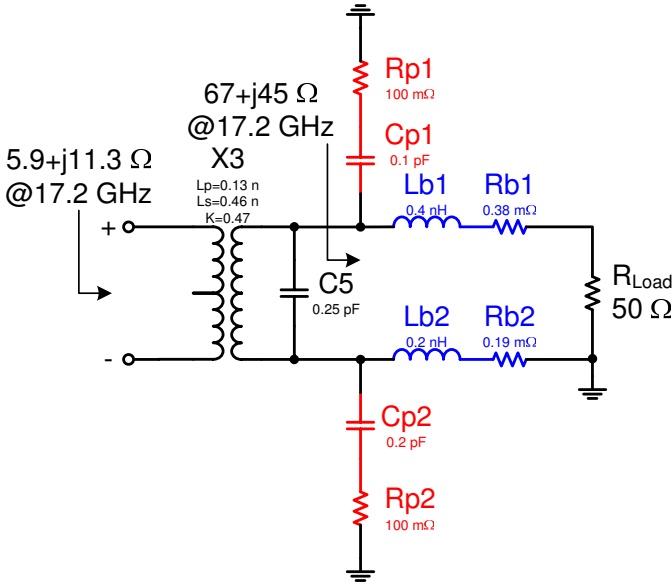 Rp1
100 mΩ
67+j45 Ω
@17.2 GHz
Cp1
0.1 pF
5.9+j11.3 Ω
@17.2 GHz
X3
Lp=0.13 n
Ls=0.46 n
K=0.47
Lb1
0.4 nH
Rb1
0.38 mΩ
+
C5
0.25 pF
RLoad
50 Ω
Lb2
0.2 nH
Rb2
0.19 mΩ
-
Cp2
0.2 pF
Rp2
100 mΩ